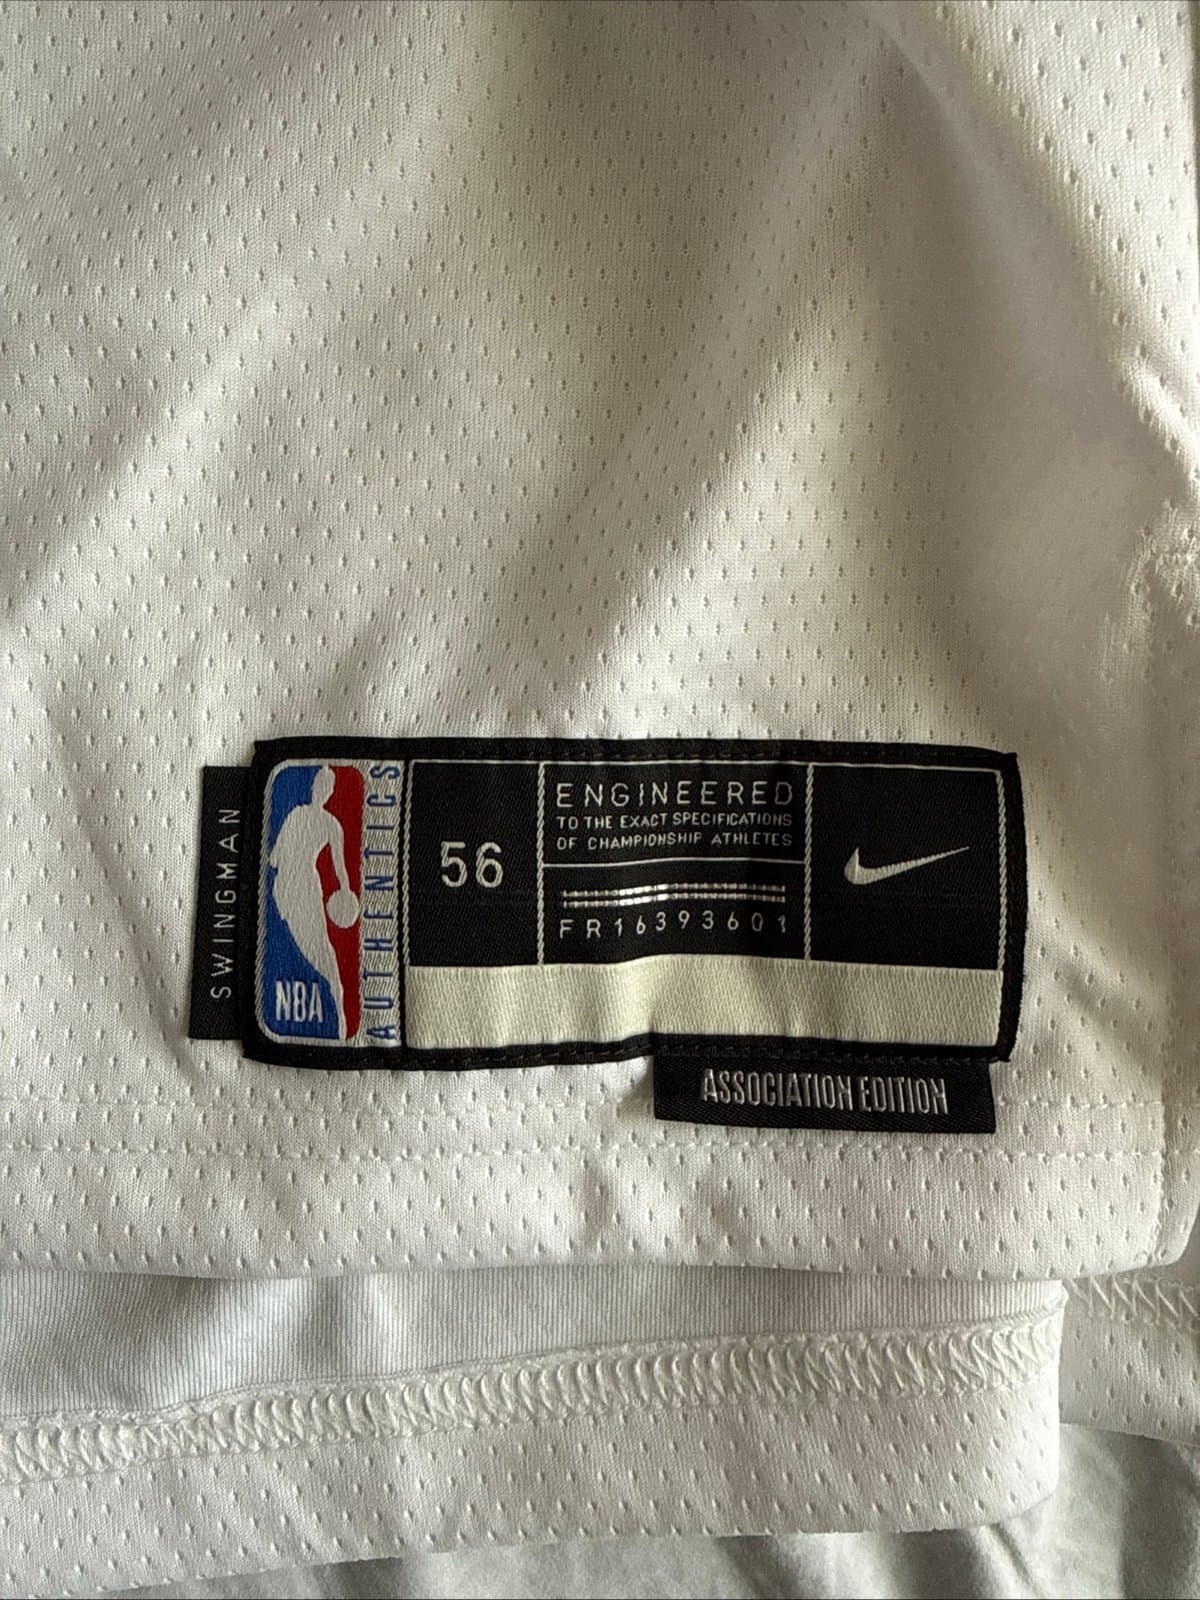 SWINGMAN
NBA
AUTHENTICS
56
ENGINEERED
TO THE EXACT SPECIFICATIONS
OF CHAMPIONSHIP ATHLETES
FR16393601
ASSOCIATION EDITION